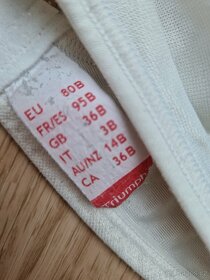 EU 80B
FR/ES 95B
GB 36B
IT 3B
AU/NZ 14B
CA 36B
Triumph